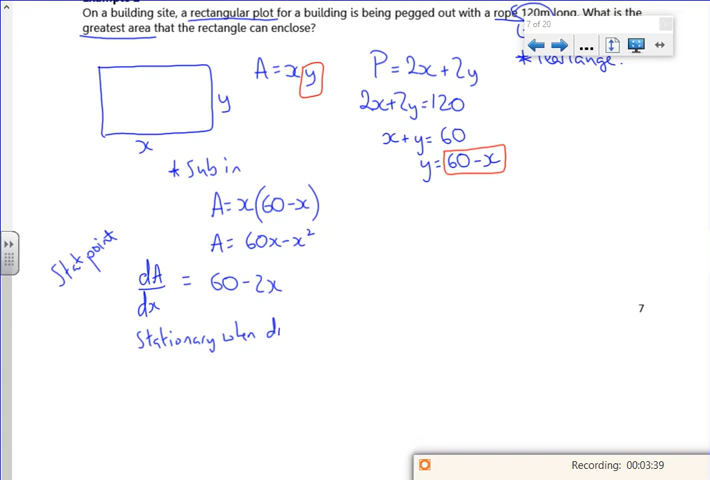 On a building site, a rectangular plot for a building is being pegged out with a rope 120m long. What is the
greatest area that the rectangle can enclose?
7 of 20
* rearrange.
A = xy
P = 2x + 2y
2x + 2y = 120
x + y = 60
y = 60 - x
y
x
* Sub in
A = x(60 - x)
A = 60x - x²
Stat point
dA/dx = 60 - 2x
Stationary when d
7
Recording: 00:03:39